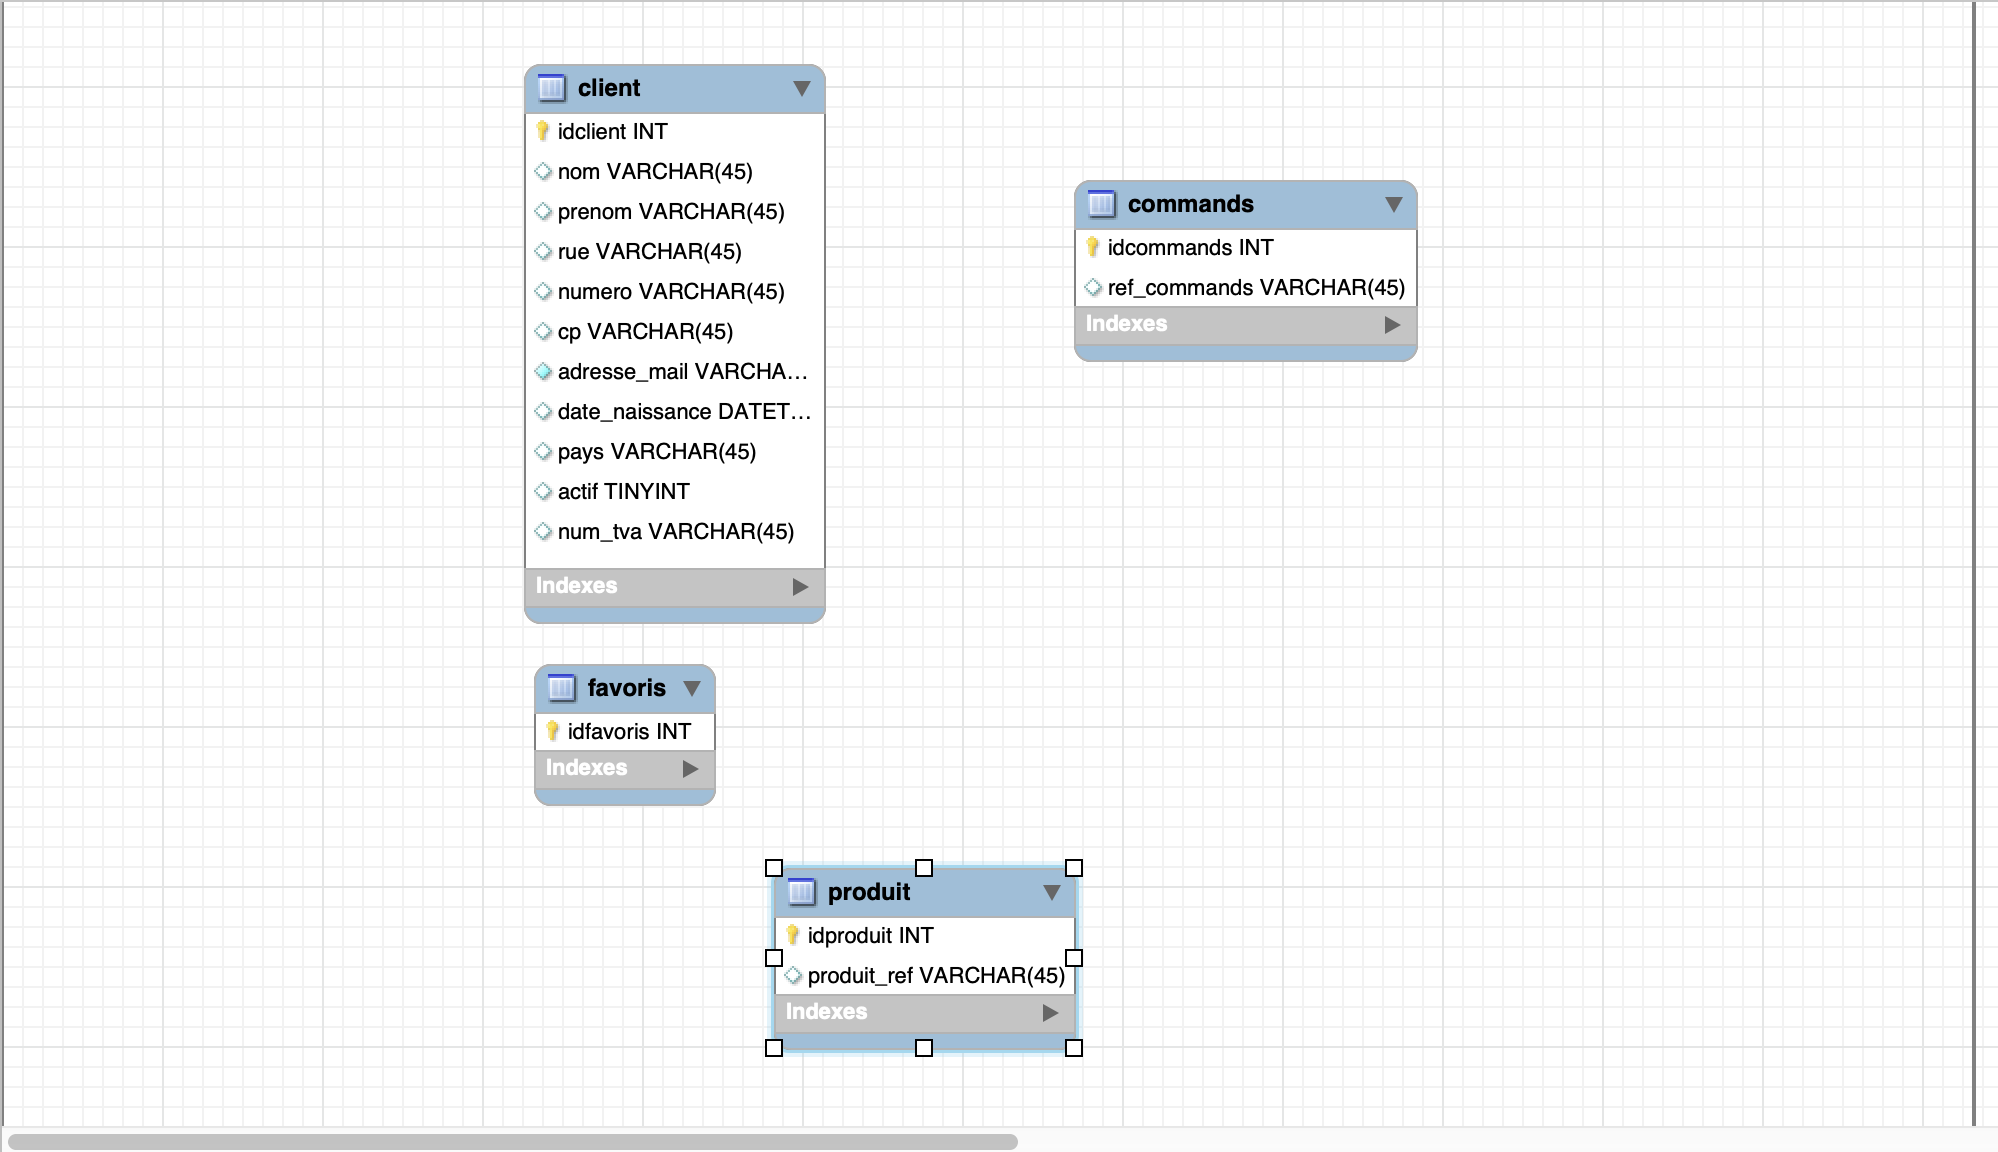 client
idclient INT
nom VARCHAR(45)
prenom VARCHAR(45)
rue VARCHAR(45)
numero VARCHAR(45)
cp VARCHAR(45)
adresse_mail VARCHA...
date_naissance DATET...
pays VARCHAR(45)
actif TINYINT
num_tva VARCHAR(45)
Indexes
commands
idcommands INT
ref_commands VARCHAR(45)
Indexes
favoris
idfavoris INT
Indexes
produit
idproduit INT
produit_ref VARCHAR(45)
Indexes